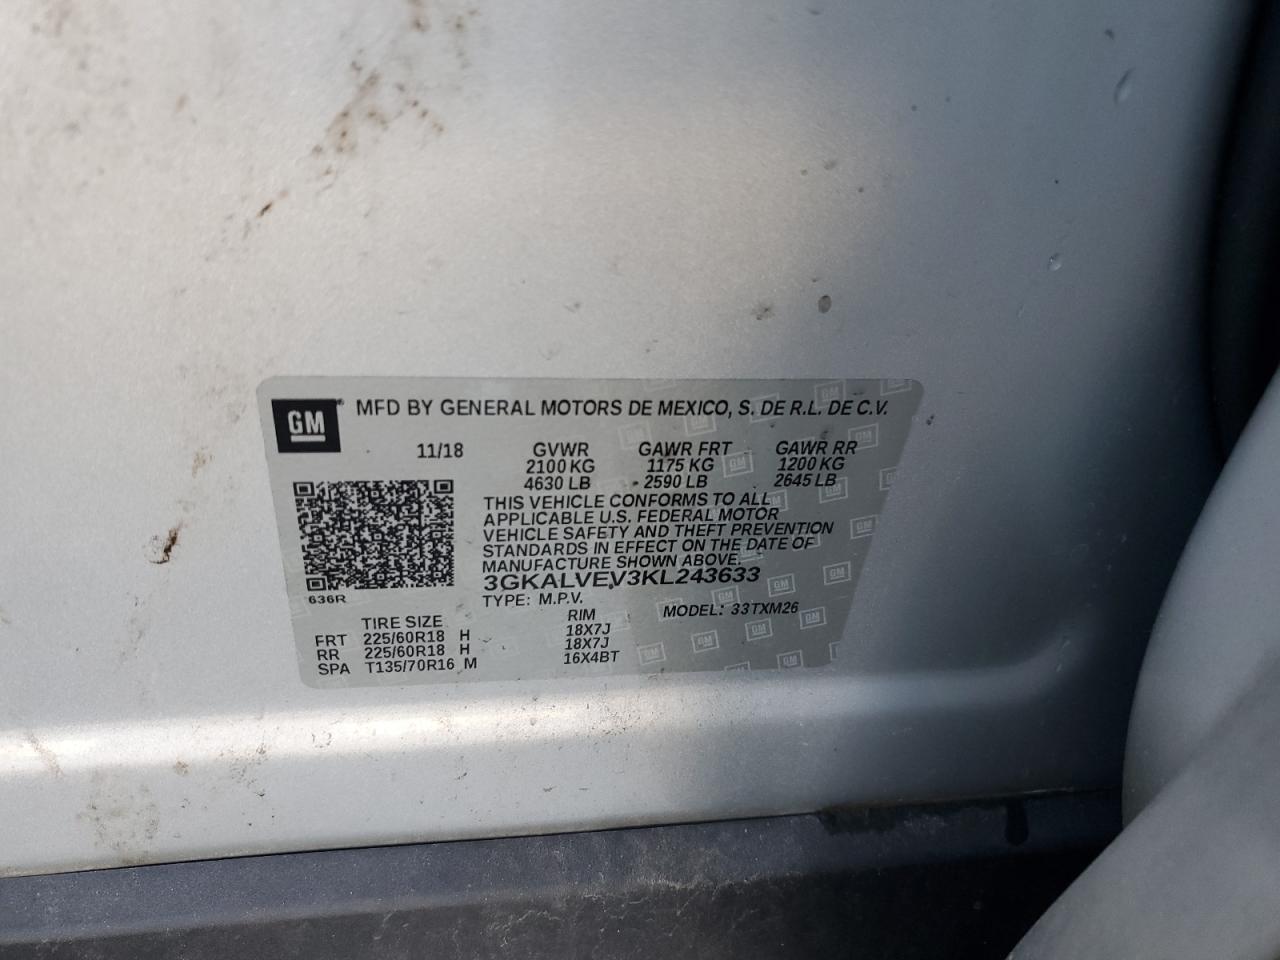 GM MFD BY GENERAL MOTORS DE MEXICO, S. DE R.L. DE C.V.
11/18 GVWR GAWR FRT GAWR RR
2100 KG 1175 KG 1200 KG
4630 LB 2590 LB 2645 LB
THIS VEHICLE CONFORMS TO ALL
APPLICABLE U.S. FEDERAL MOTOR
VEHICLE SAFETY AND THEFT PREVENTION
STANDARDS IN EFFECT ON THE DATE OF
MANUFACTURE SHOWN ABOVE.
3GKALVEV3KL243633
636R
TYPE: M.P.V. MODEL: 33TXM26
TIRE SIZE RIM
FRT 225/60R18 H 18X7J
RR 225/60R18 H 18X7J
SPA T135/70R16 M 16X4BT